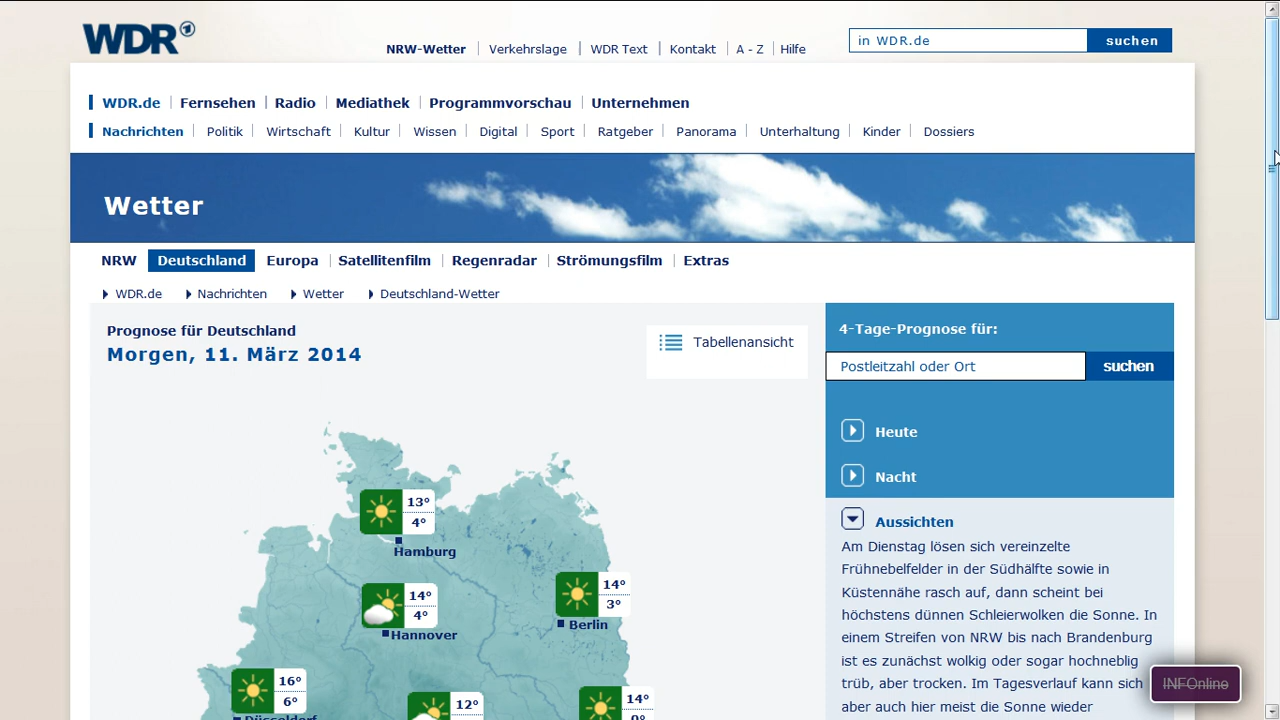 WDR
NRW-Wetter Verkehrslage WDR Text Kontakt A - Z Hilfe
in WDR.de suchen
WDR.de Fernsehen Radio Mediathek Programmvorschau Unternehmen
Nachrichten Politik Wirtschaft Kultur Wissen Digital Sport Ratgeber Panorama Unterhaltung Kinder Dossiers
Wetter
NRW Deutschland Europa Satellitenfilm Regenradar Strömungsfilm Extras
WDR.de Nachrichten Wetter Deutschland-Wetter
Prognose für Deutschland
Morgen, 11. März 2014
Tabellenansicht
13°
4°
Hamburg
14°
4°
Hannover
14°
3°
Berlin
16°
6°
Düsseldorf
12°
14°
0°
4-Tage-Prognose für:
Postleitzahl oder Ort suchen
Heute
Nacht
Aussichten
Am Dienstag lösen sich vereinzelte
Frühnebelfelder in der Südhälfte sowie in
Küstennähe rasch auf, dann scheint bei
höchstens dünnen Schleierwolken die Sonne. In
einem Streifen von NRW bis nach Brandenburg
ist es zunächst wolkig oder sogar hochneblig
trüb, aber trocken. Im Tagesverlauf kann sich
aber auch hier meist die Sonne wieder
INFOnline